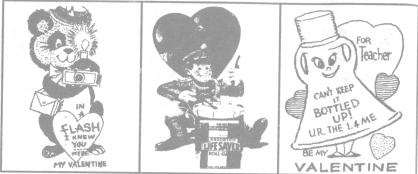 IN
A
FLASH
I KNEW
YOU
WERE
MY VALENTINE
LIFE SAVERS
FOR
Teacher
CAN'T KEEP
IT
BOTTLED
UP!
U.R. THE 1.4 ME
BE MY
VALENTINE